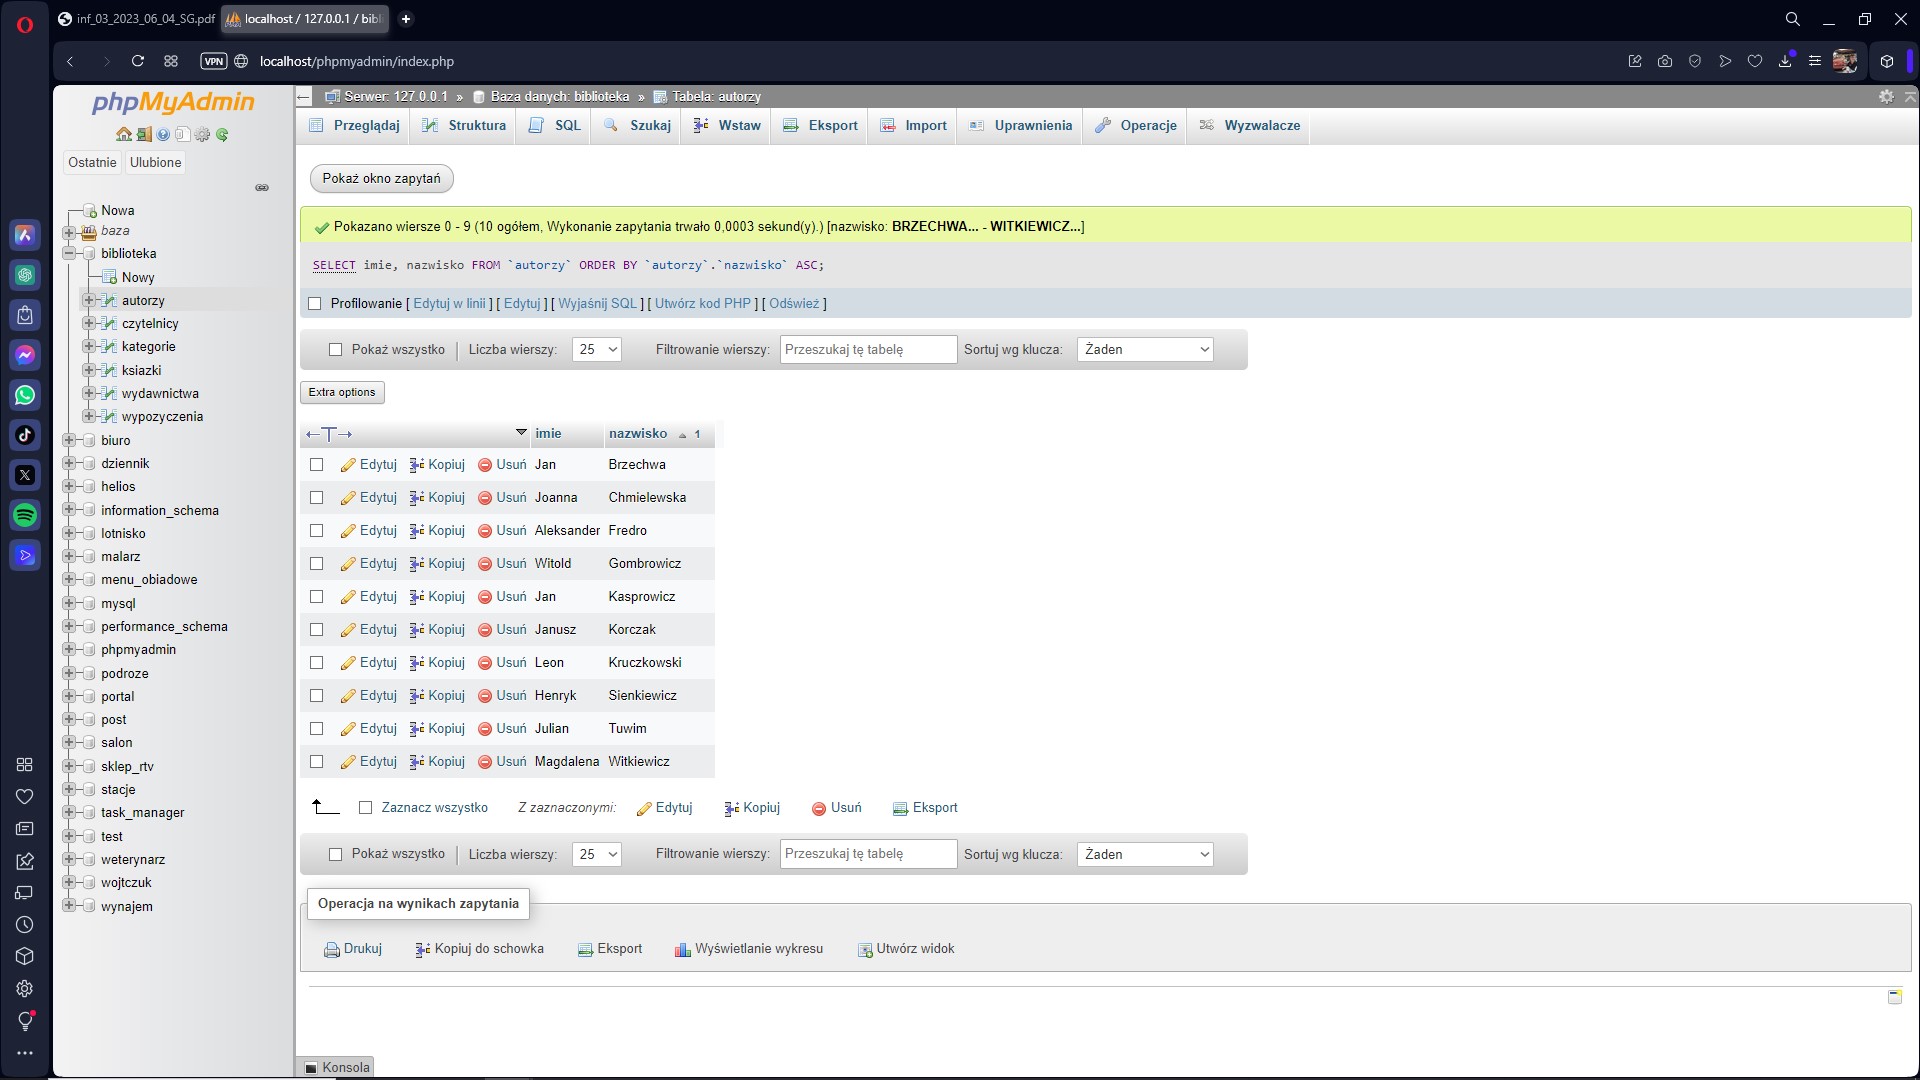 inf_03_2023_06_04_SG.pdf
localhost / 127.0.0.1 / bibl
VPN
localhost/phpmyadmin/index.php
phpMyAdmin
Ostatnie Ulubione
Nowa
baza
biblioteka
Nowy
autorzy
czytelnicy
kategorie
ksiazki
wydawnictwa
wypozyczenia
biuro
dziennik
helios
information_schema
lotnisko
malarz
menu_obiadowe
mysql
performance_schema
phpmyadmin
podroze
portal
post
salon
sklep_rtv
stacje
task_manager
test
weterynarz
wojtczuk
wynajem
Serwer: 127.0.0.1 » Baza danych: biblioteka » Tabela: autorzy
Przeglądaj Struktura SQL Szukaj Wstaw Eksport Import Uprawnienia Operacje Wyzwalacze
Pokaż okno zapytań
Pokazano wiersze 0 - 9 (10 ogółem, Wykonanie zapytania trwało 0,0003 sekund(y).) [nazwisko: BRZECHWA... - WITKIEWICZ...]
SELECT imie, nazwisko FROM `autorzy` ORDER BY `autorzy`.`nazwisko` ASC;
Profilowanie [ Edytuj w linii ] [ Edytuj ] [ Wyjaśnij SQL ] [ Utwórz kod PHP ] [ Odśwież ]
Pokaż wszystko Liczba wierszy: 25 Filtrowanie wierszy: Przeszukaj tę tabelę Sortuj wg klucza: Żaden
Extra options
←T→ imie nazwisko 1
Edytuj Kopiuj Usuń Jan Brzechwa
Edytuj Kopiuj Usuń Joanna Chmielewska
Edytuj Kopiuj Usuń Aleksander Fredro
Edytuj Kopiuj Usuń Witold Gombrowicz
Edytuj Kopiuj Usuń Jan Kasprowicz
Edytuj Kopiuj Usuń Janusz Korczak
Edytuj Kopiuj Usuń Leon Kruczkowski
Edytuj Kopiuj Usuń Henryk Sienkiewicz
Edytuj Kopiuj Usuń Julian Tuwim
Edytuj Kopiuj Usuń Magdalena Witkiewicz
Zaznacz wszystko Z zaznaczonymi: Edytuj Kopiuj Usuń Eksport
Pokaż wszystko Liczba wierszy: 25 Filtrowanie wierszy: Przeszukaj tę tabelę Sortuj wg klucza: Żaden
Operacja na wynikach zapytania
Drukuj Kopiuj do schowka Eksport Wyświetlanie wykresu Utwórz widok
Konsola